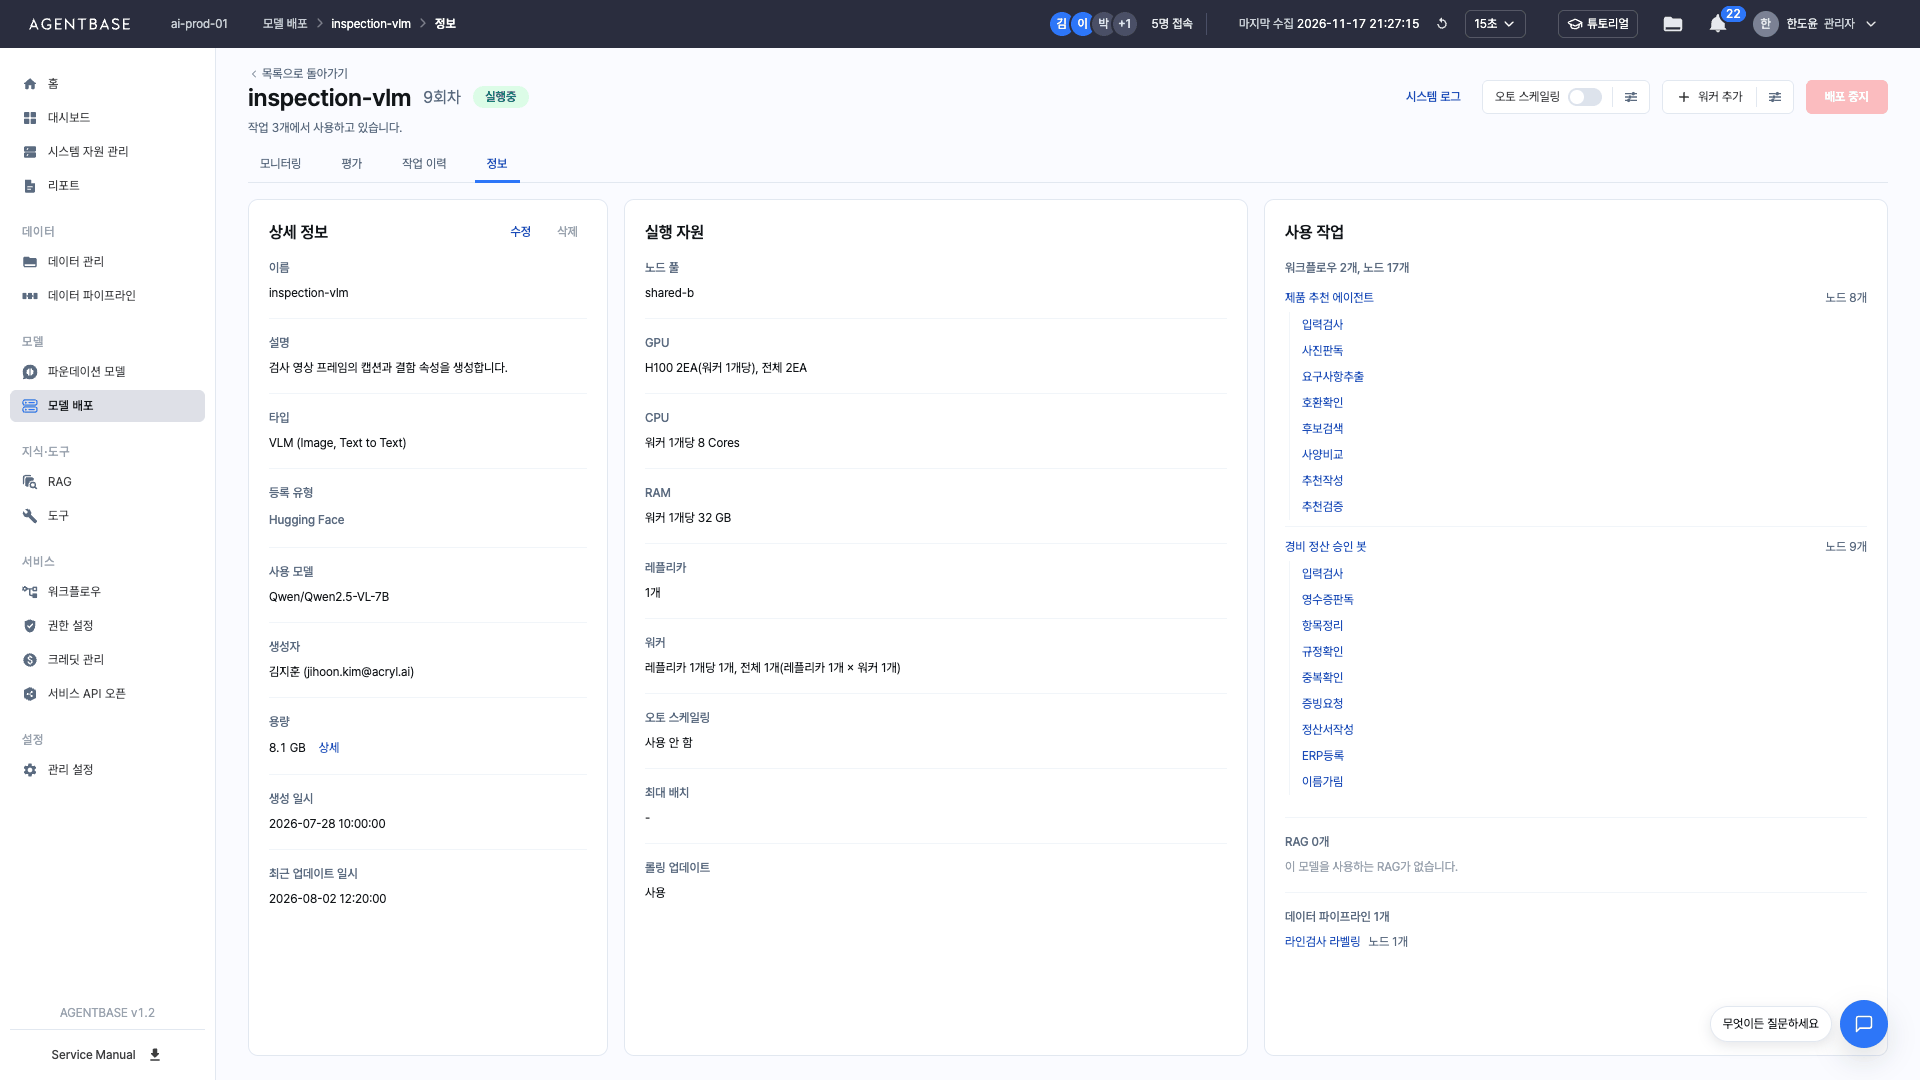 AGENTBASE
ai-prod-01
모델 배포 > inspection-vlm > 정보
김 이 박 +1 5명 접속
마지막 수집 2026-11-17 21:27:15
15초
튜토리얼
22
한 한도윤 관리자
홈
대시보드
시스템 자원 관리
리포트
데이터
데이터 관리
데이터 파이프라인
모델
파운데이션 모델
모델 배포
지식·도구
RAG
도구
서비스
워크플로우
권한 설정
크레딧 관리
서비스 API 오픈
설정
관리 설정
AGENTBASE v1.2
Service Manual
목록으로 돌아가기
inspection-vlm 9회차 실행중
작업 3개에서 사용하고 있습니다.
시스템 로그
오토 스케일링
워커 추가
배포 중지
모니터링
평가
작업 이력
정보
상세 정보
수정
삭제
이름
inspection-vlm
설명
검사 영상 프레임의 캡션과 결함 속성을 생성합니다.
타입
VLM (Image, Text to Text)
등록 유형
Hugging Face
사용 모델
Qwen/Qwen2.5-VL-7B
생성자
김지훈 (jihoon.kim@acryl.ai)
용량
8.1 GB 상세
생성 일시
2026-07-28 10:00:00
최근 업데이트 일시
2026-08-02 12:20:00
실행 자원
노드 풀
shared-b
GPU
H100 2EA(워커 1개당), 전체 2EA
CPU
워커 1개당 8 Cores
RAM
워커 1개당 32 GB
레플리카
1개
워커
레플리카 1개당 1개, 전체 1개(레플리카 1개 × 워커 1개)
오토 스케일링
사용 안 함
최대 배치
-
롤링 업데이트
사용
사용 작업
워크플로우 2개, 노드 17개
제품 추천 에이전트 노드 8개
입력검사
사진판독
요구사항추출
호환확인
후보검색
사양비교
추천작성
추천검증
경비 정산 승인 봇 노드 9개
입력검사
영수증판독
항목정리
규정확인
중복확인
증빙요청
정산서작성
ERP등록
이름가림
RAG 0개
이 모델을 사용하는 RAG가 없습니다.
데이터 파이프라인 1개
라인검사 라벨링 노드 1개
무엇이든 질문하세요